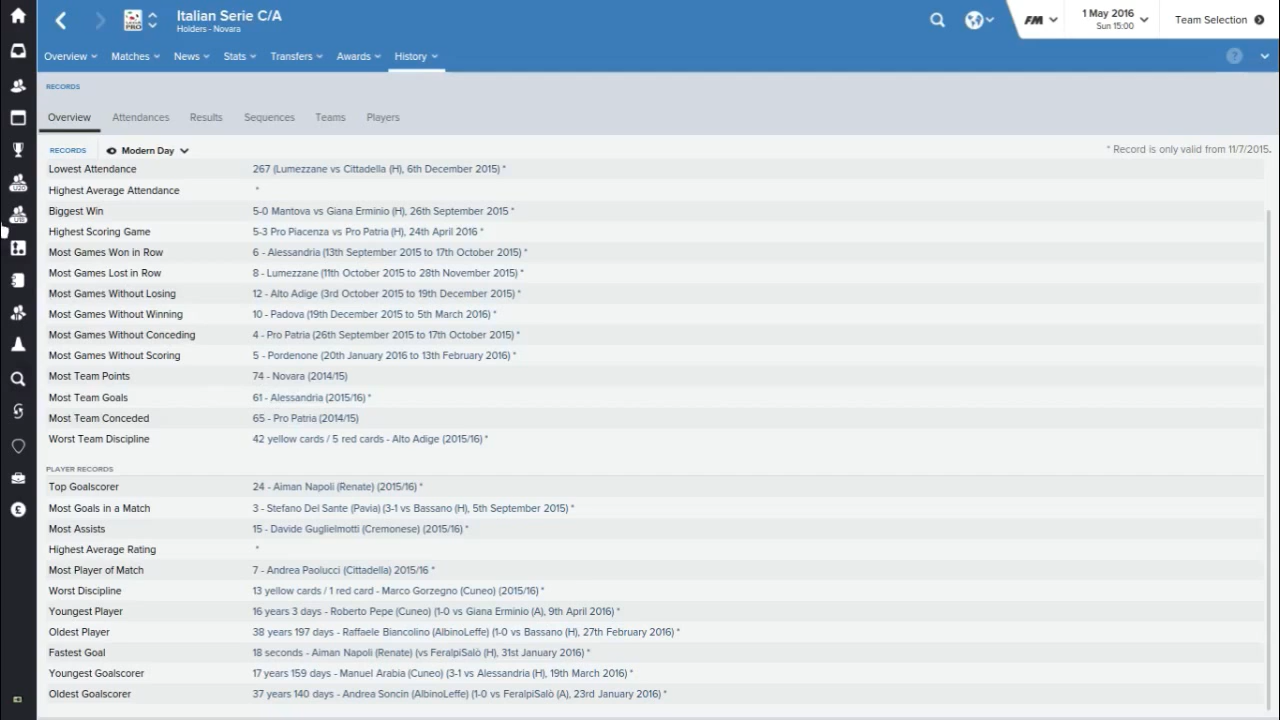 Italian Serie C/A
Holders - Novara
FM
1 May 2016
Sun 15:00
Team Selection
Overview
Matches
News
Stats
Transfers
Awards
History
?
RECORDS
Overview
Attendances
Results
Sequences
Teams
Players
RECORDS
Modern Day
* Record is only valid from 11/7/2015.
Lowest Attendance 267 (Lumezzane vs Cittadella (H), 6th December 2015) *
Highest Average Attendance *
Biggest Win 5-0 Mantova vs Giana Erminio (H), 26th September 2015 *
Highest Scoring Game 5-3 Pro Piacenza vs Pro Patria (H), 24th April 2016 *
Most Games Won in Row 6 - Alessandria (13th September 2015 to 17th October 2015) *
Most Games Lost in Row 8 - Lumezzane (11th October 2015 to 28th November 2015) *
Most Games Without Losing 12 - Alto Adige (3rd October 2015 to 19th December 2015) *
Most Games Without Winning 10 - Padova (19th December 2015 to 5th March 2016) *
Most Games Without Conceding 4 - Pro Patria (26th September 2015 to 17th October 2015) *
Most Games Without Scoring 5 - Pordenone (20th January 2016 to 13th February 2016) *
Most Team Points 74 - Novara (2014/15)
Most Team Goals 61 - Alessandria (2015/16) *
Most Team Conceded 65 - Pro Patria (2014/15)
Worst Team Discipline 42 yellow cards / 5 red cards - Alto Adige (2015/16) *
PLAYER RECORDS
Top Goalscorer 24 - Aiman Napoli (Renate) (2015/16) *
Most Goals in a Match 3 - Stefano Del Sante (Pavia) (3-1 vs Bassano (H), 5th September 2015) *
Most Assists 15 - Davide Guglielmotti (Cremonese) (2015/16) *
Highest Average Rating *
Most Player of Match 7 - Andrea Paolucci (Cittadella) 2015/16 *
Worst Discipline 13 yellow cards / 1 red card - Marco Gorzegno (Cuneo) (2015/16) *
Youngest Player 16 years 3 days - Roberto Pepe (Cuneo) (1-0 vs Giana Erminio (A), 9th April 2016) *
Oldest Player 38 years 197 days - Raffaele Biancolino (AlbinoLeffe) (1-0 vs Bassano (H), 27th February 2016) *
Fastest Goal 18 seconds - Aiman Napoli (Renate) (vs FeralpiSalò (H), 31st January 2016) *
Youngest Goalscorer 17 years 159 days - Manuel Arabia (Cuneo) (3-1 vs Alessandria (H), 19th March 2016) *
Oldest Goalscorer 37 years 140 days - Andrea Soncin (AlbinoLeffe) (1-0 vs FeralpiSalò (A), 23rd January 2016) *